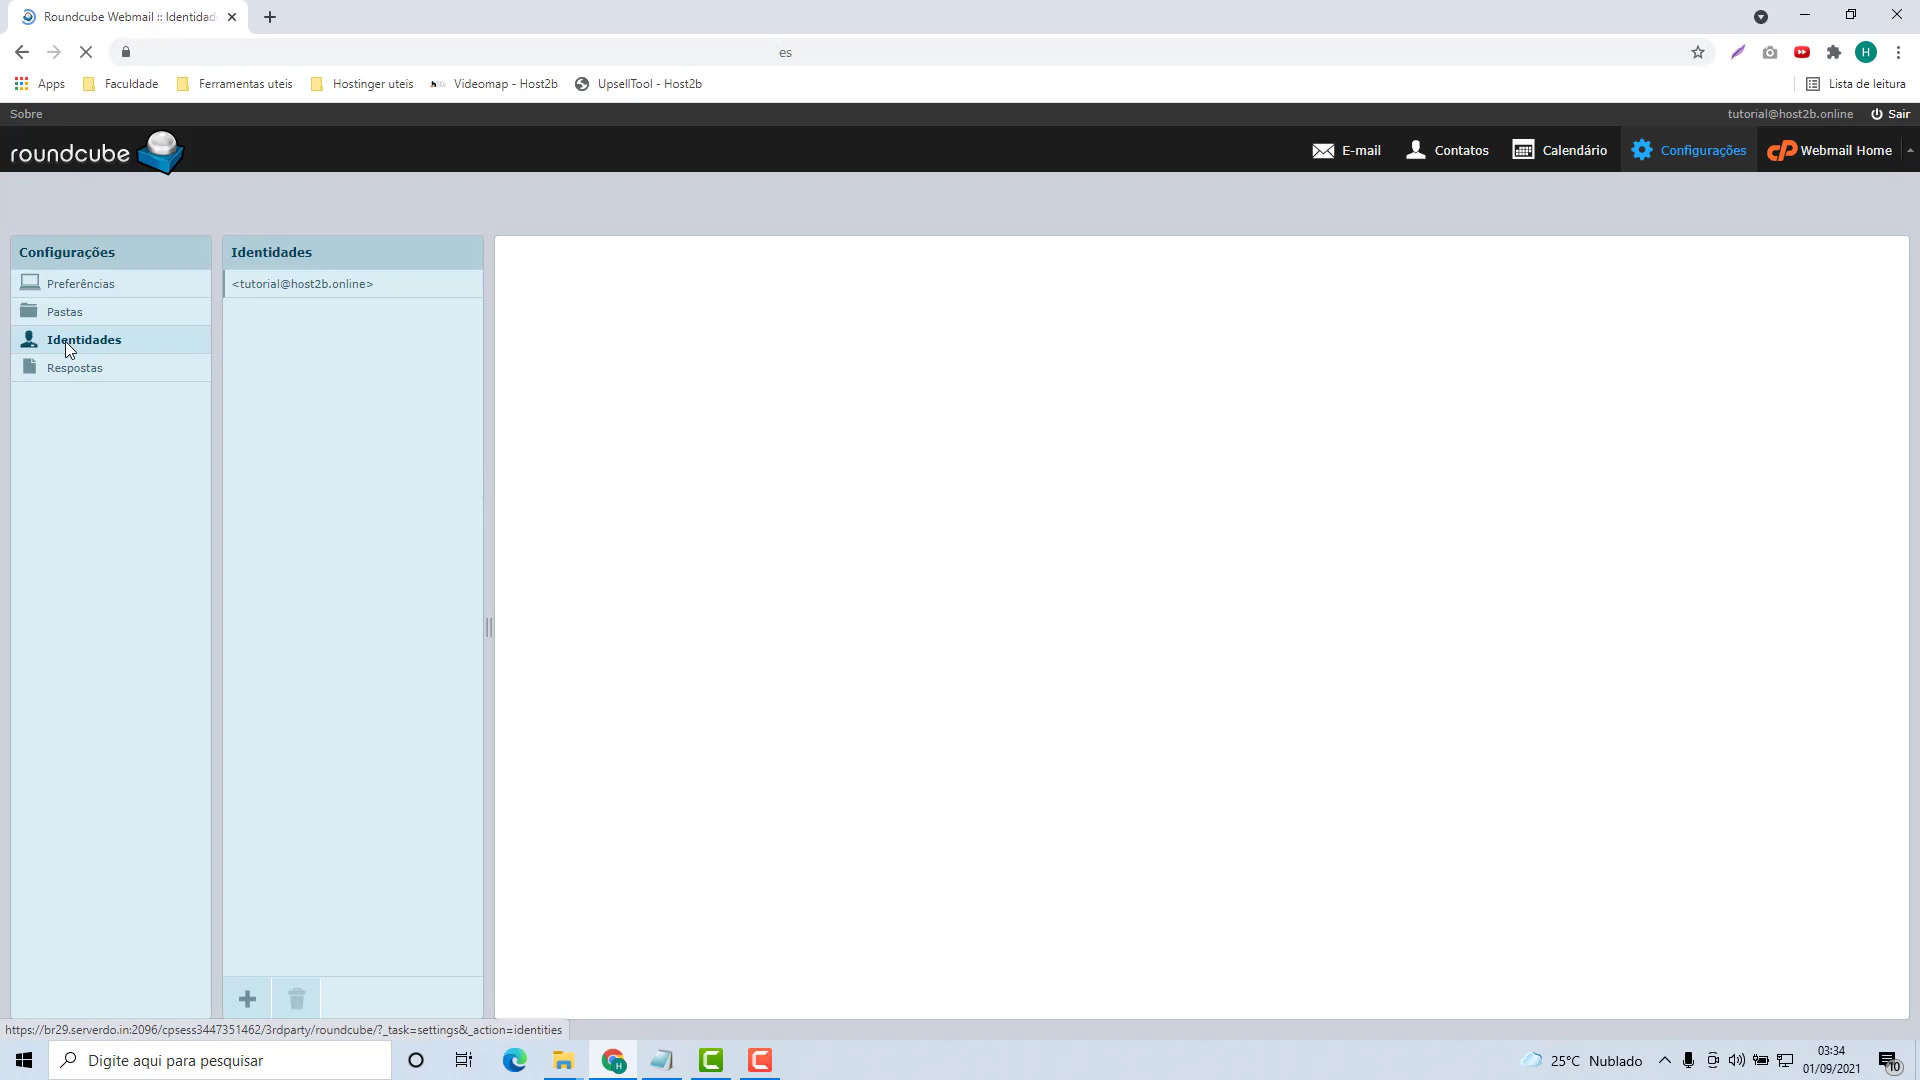 Roundcube Webmail :: Identidad
es
Apps
Faculdade
Ferramentas uteis
Hostinger uteis
Videomap - Host2b
UpsellTool - Host2b
Lista de leitura
H
Sobre
tutorial@host2b.online
Sair
roundcube
E-mail
Contatos
Calendário
Configurações
cP Webmail Home
Configurações
Preferências
Pastas
Identidades
Respostas
Identidades
<tutorial@host2b.online>
https://br29.serverdo.in:2096/cpsess3447351462/3rdparty/roundcube/?_task=settings&_action=identities
Digite aqui para pesquisar
25°C Nublado
03:34
01/09/2021
10